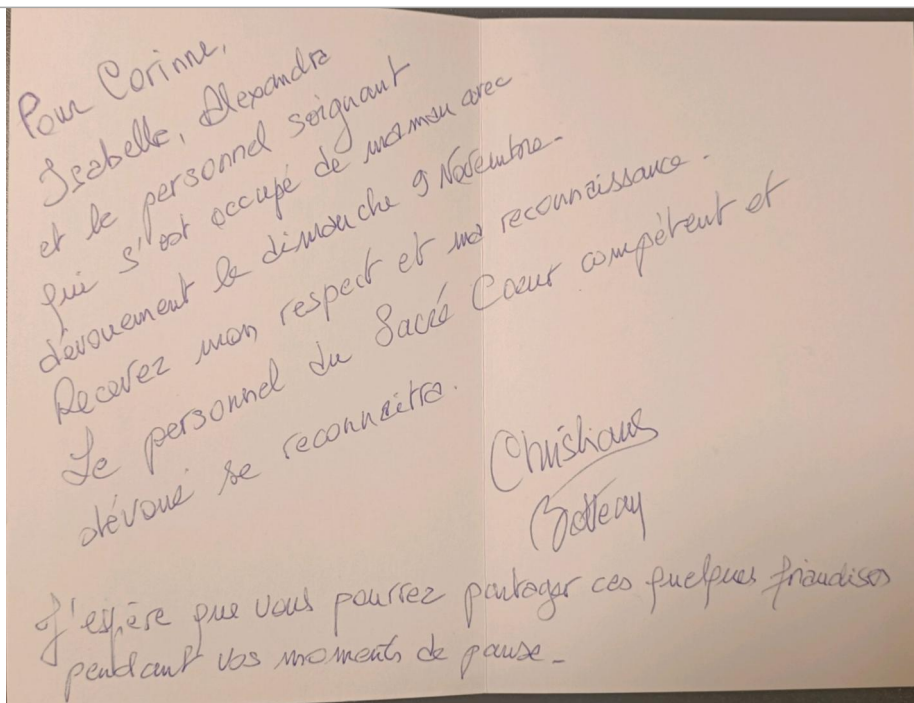 Pour Corinne,
Isabelle, Alexandra
et le personnel soignant
qui s'est occupé de maman avec
dévouement le dimanche 9 Novembre.
Recevez mon respect et ma reconnaissance.
Le personnel du Sacré Coeur compétent et
dévoué se reconnaitra.
Christiane
J'espère que vous pourrez partager ces quelques friandises
pendant vos moments de pause.